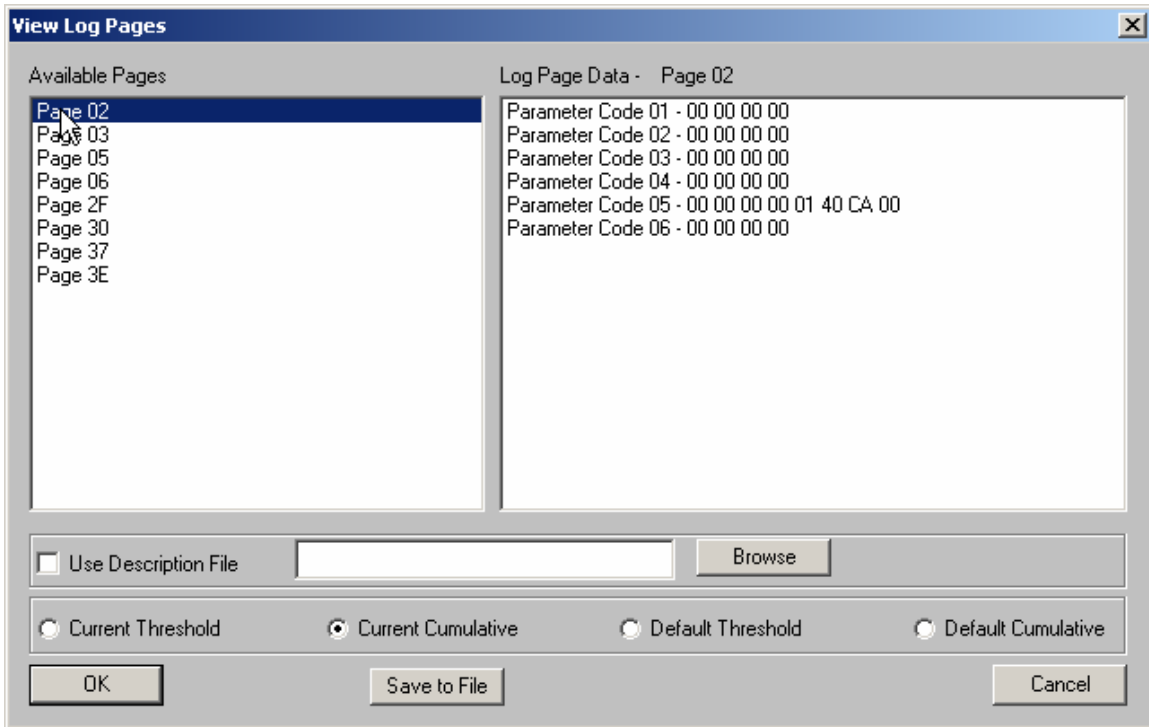 View Log Pages
Available Pages
Page 02
Page 03
Page 05
Page 06
Page 2F
Page 30
Page 37
Page 3E
Log Page Data - Page 02
Parameter Code 01 - 00 00 00 00
Parameter Code 02 - 00 00 00 00
Parameter Code 03 - 00 00 00 00
Parameter Code 04 - 00 00 00 00
Parameter Code 05 - 00 00 00 00 01 40 CA 00
Parameter Code 06 - 00 00 00 00
Use Description File
Browse
Current Threshold
Current Cumulative
Default Threshold
Default Cumulative
OK
Save to File
Cancel